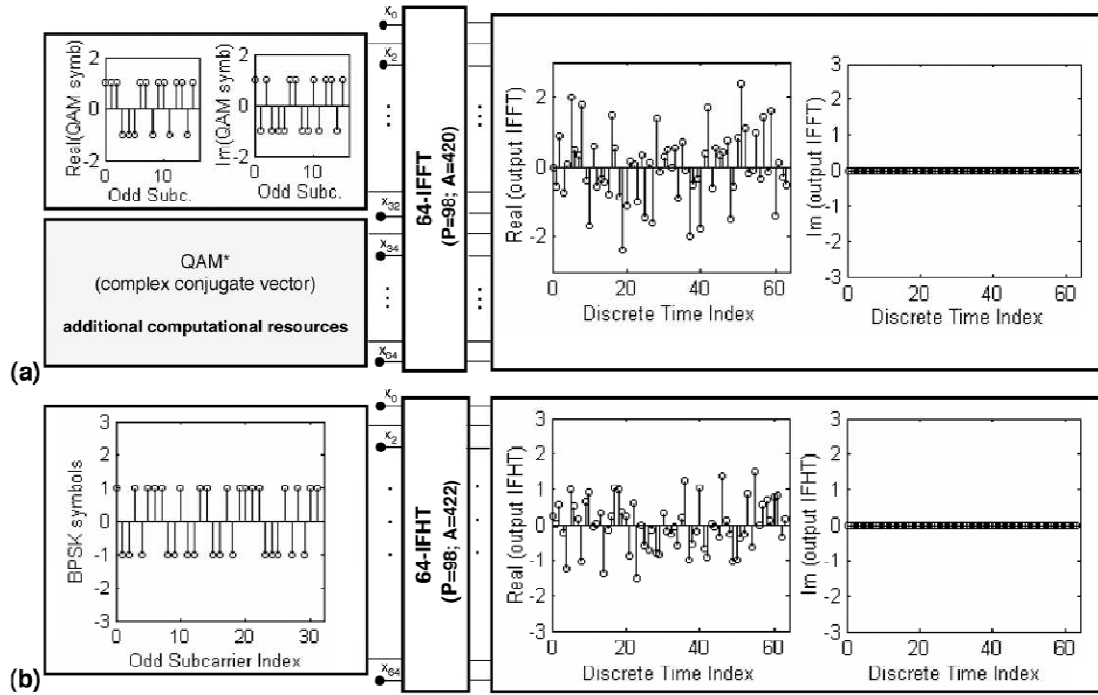 Real(QAM symb)
2
1
0
-1
-2
0
10
Odd Subc.
Im(QAM symb)
2
1
0
-1
-2
0
10
Odd Subc.
QAM*
(complex conjugate vector)
additional computational resources
x0
x2
x32
x34
x64
64-IFFT
(P=98; A=420)
Real (output IFFT)
2
0
-2
0
20
40
60
Discrete Time Index
Im (output IFFT)
3
2
1
0
-1
-2
-3
0
20
40
60
Discrete Time Index
(a)
BPSK symbols
3
2
1
0
-1
-2
-3
0
10
20
30
Odd Subcarrier Index
x0
x2
x64
64-IFHT
(P=98; A=422)
Real (output IFHT)
3
2
1
0
-1
-2
-3
0
20
40
60
Discrete Time Index
Im (output IFHT)
3
2
1
0
-1
-2
-3
0
20
40
60
Discrete Time Index
(b)